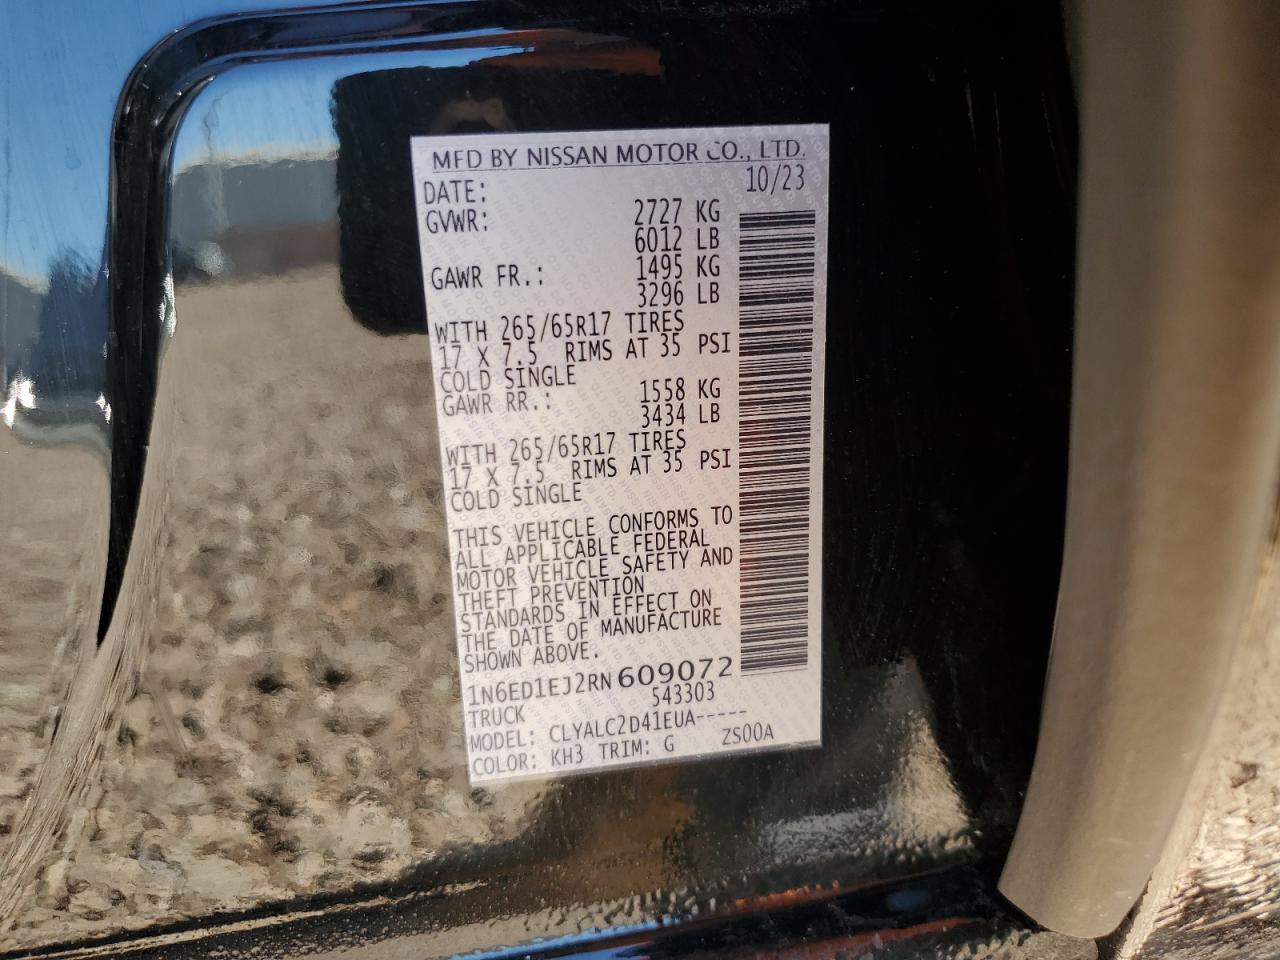 MFD BY NISSAN MOTOR CO., LTD.
DATE: 10/23
GVWR: 2727 KG
6012 LB
GAWR FR.: 1495 KG
3296 LB
WITH 265/65R17 TIRES
17 X 7.5 RIMS AT 35 PSI
COLD SINGLE
GAWR RR.: 1558 KG
3434 LB
WITH 265/65R17 TIRES
17 X 7.5 RIMS AT 35 PSI
COLD SINGLE
THIS VEHICLE CONFORMS TO
ALL APPLICABLE FEDERAL
MOTOR VEHICLE SAFETY AND
THEFT PREVENTION
STANDARDS IN EFFECT ON
THE DATE OF MANUFACTURE
SHOWN ABOVE.
1N6ED1EJ2RN609072
TRUCK 543303
MODEL: CLYALC2D41EUA-----
COLOR: KH3 TRIM: G ZS00A